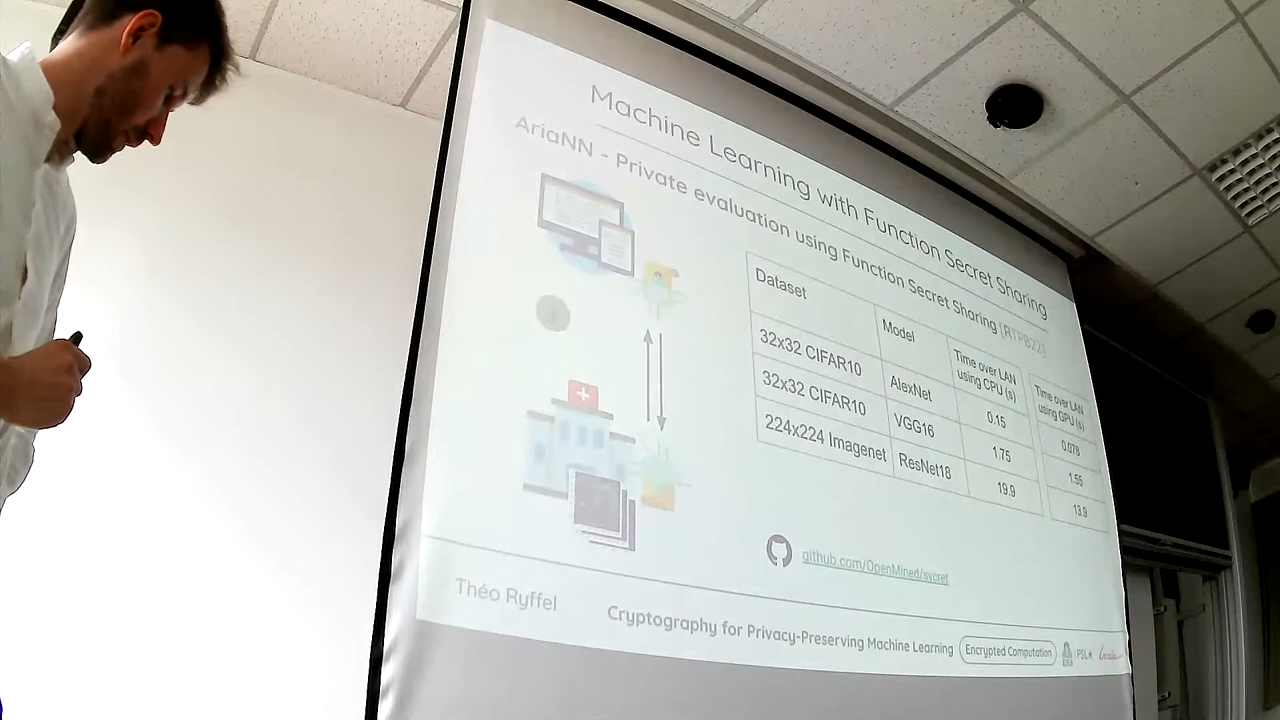 Machine Learning with Function Secret Sharing
AriaNN - Private evaluation using Function Secret Sharing [RTPB22]
Dataset Model Time over LAN using CPU (s) Time over LAN using GPU (s)
32x32 CIFAR10 AlexNet 0.15 0.078
32x32 CIFAR10 VGG16 1.75 1.55
224x224 Imagenet ResNet18 19.9 13.9
github.com/OpenMined/sycret
Théo Ryffel
Cryptography for Privacy-Preserving Machine Learning
Encrypted Computation
ENS
PSL
Inria